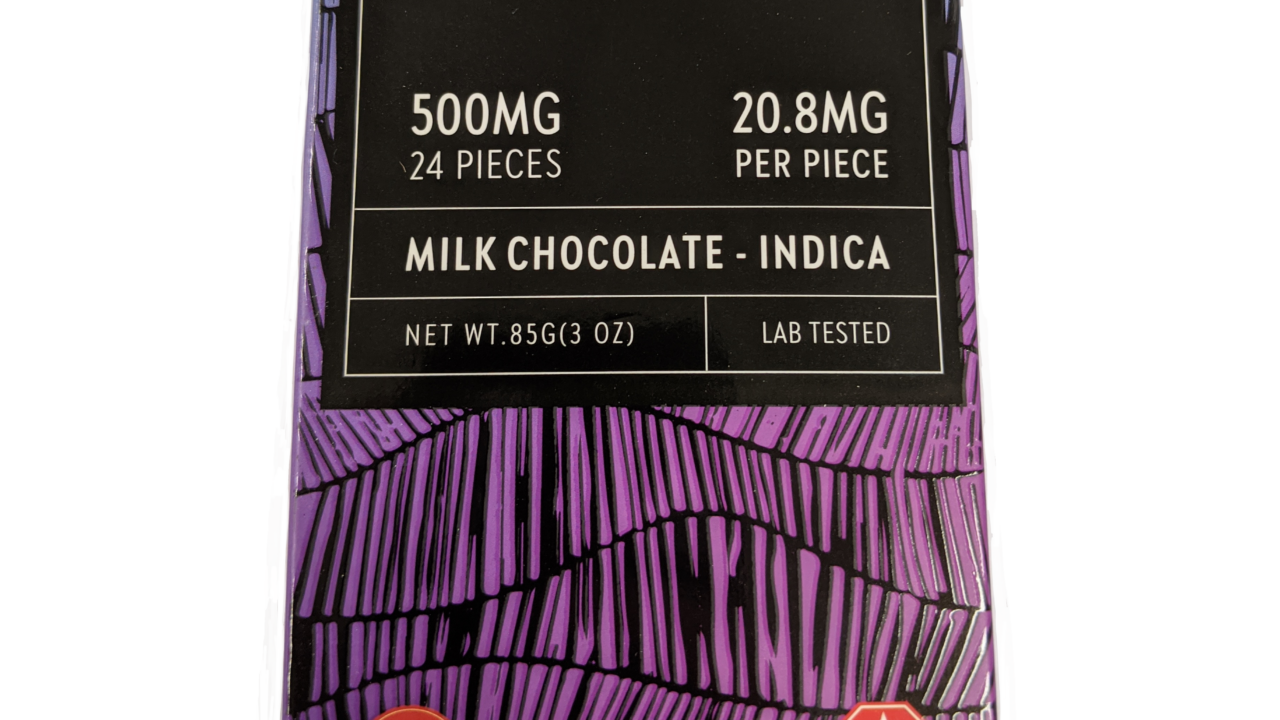 500MG
24 PIECES
20.8MG
PER PIECE
MILK CHOCOLATE - INDICA
NET WT.85G(3 OZ)
LAB TESTED